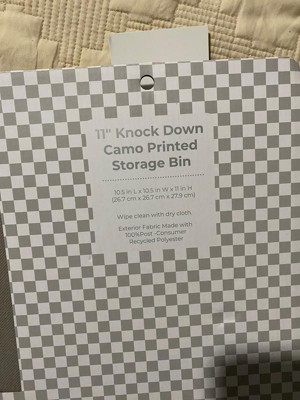 11" Knock Down
Camo Printed
Storage Bin
10.5 in L x 10.5 in W x 11 in H
(26.7 cm x 26.7 cm x 27.9 cm)
Wipe clean with dry cloth.
Exterior Fabric Made with
100%Post -Consumer
Recycled Polyester